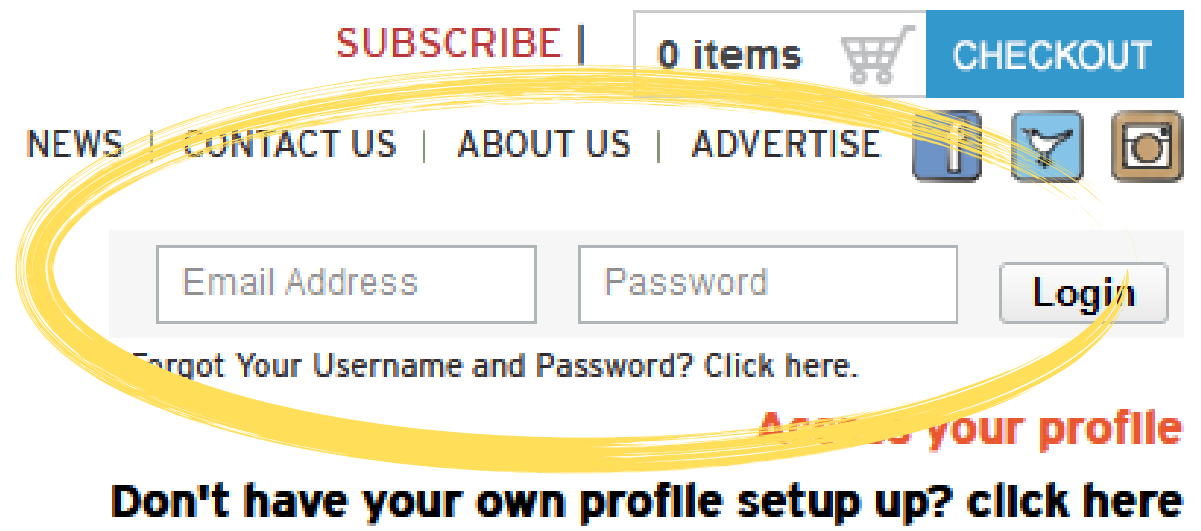 SUBSCRIBE |
0 items
CHECKOUT
NEWS | CONTACT US | ABOUT US | ADVERTISE
Email Address
Password
Login
Forgot Your Username and Password? Click here.
Access your profile
Don't have your own profile setup up? click here